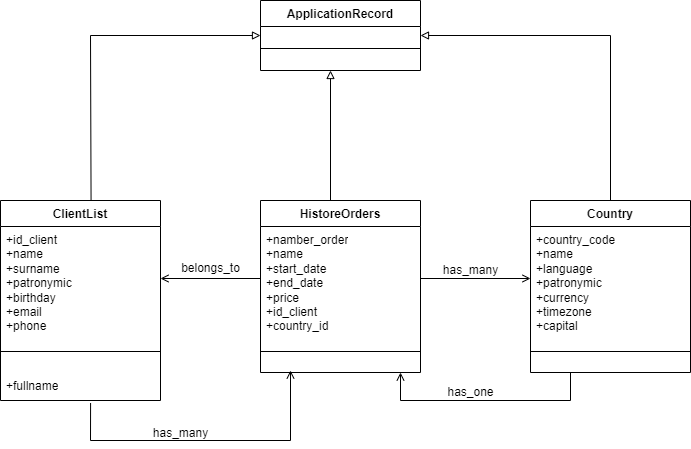 ApplicationRecord
ClientList
+id_client
+name
+surname
+patronymic
+birthday
+email
+phone
+fullname
belongs_to
HistoreOrders
+namber_order
+name
+start_date
+end_date
+price
+id_client
+country_id
has_many
Country
+country_code
+name
+language
+patronymic
+currency
+timezone
+capital
has_one
has_many